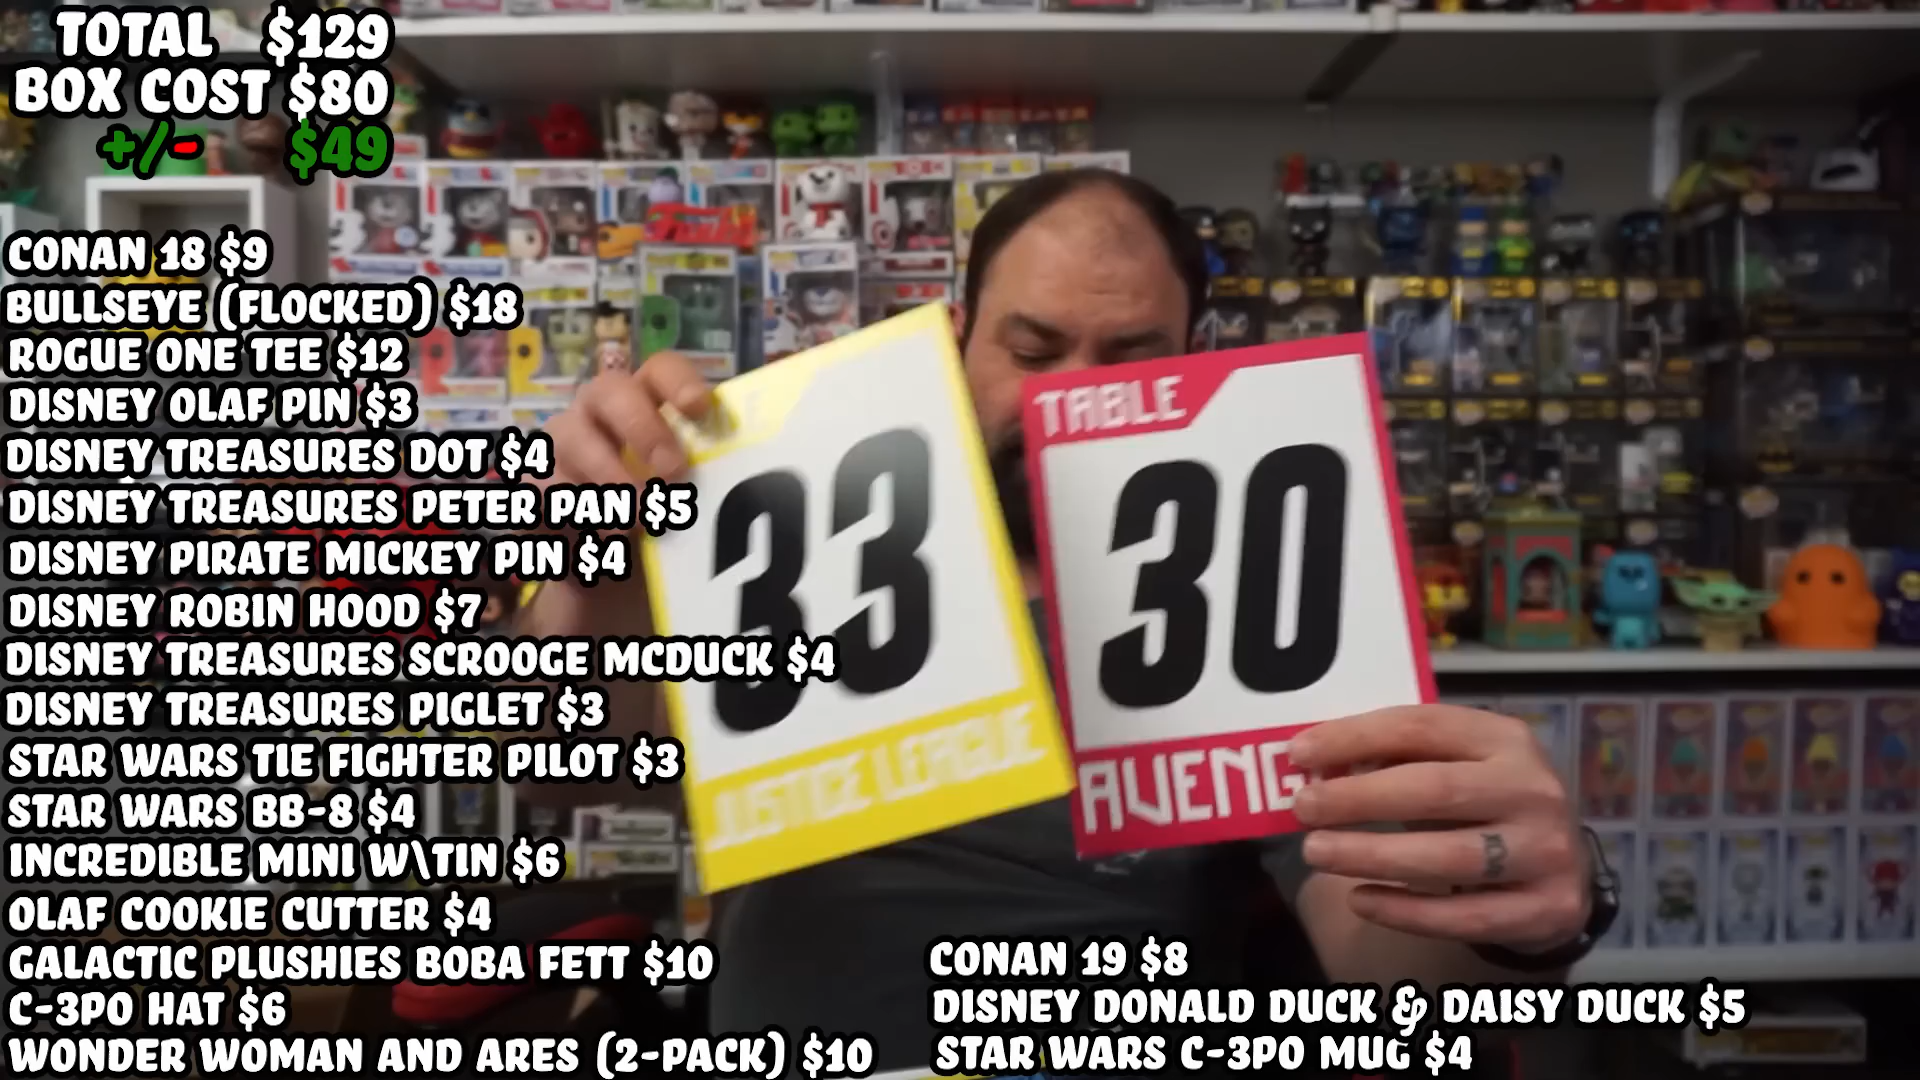 TOTAL $129
BOX COST $80
+/- $49
CONAN 18 $9
BULLSEYE (FLOCKED) $18
ROGUE ONE TEE $12
DISNEY OLAF PIN $3
DISNEY TREASURES DOT $4
DISNEY TREASURES PETER PAN $5
DISNEY PIRATE MICKEY PIN $4
DISNEY ROBIN HOOD $7
DISNEY TREASURES SCROOGE MCDUCK $4
DISNEY TREASURES PIGLET $3
STAR WARS TIE FIGHTER PILOT $3
STAR WARS BB-8 $4
INCREDIBLE MINI W\TIN $6
OLAF COOKIE CUTTER $4
GALACTIC PLUSHIES BOBA FETT $10
C-3PO HAT $6
WONDER WOMAN AND ARES (2-PACK) $10
CONAN 19 $8
DISNEY DONALD DUCK & DAISY DUCK $5
STAR WARS C-3PO MUG $4
33
JUSTICE LEAGUE
TABLE
30
AVENG
Funko